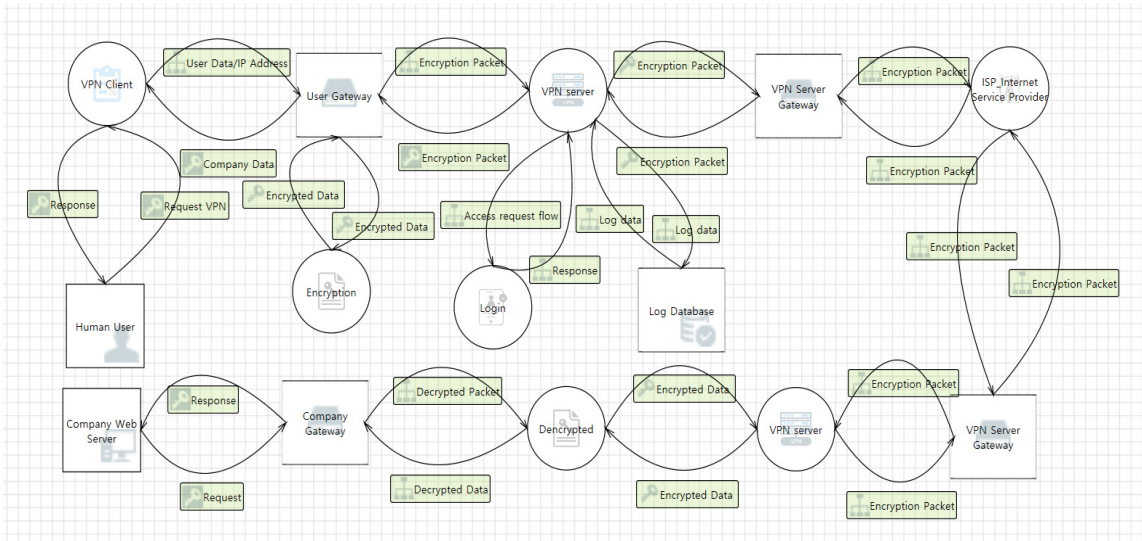 User Data/IP Address
Encryption Packet
Encryption Packet
Encryption Packet
VPN Client
User Gateway
VPN server
VPN
VPN Server
Gateway
ISP_Internet
Service Provider
Company Data
Encryption Packet
Encryption Packet
Encryption Packet
Response
Request VPN
Encrypted Data
Encrypted Data
Access request flow
Log data
Log data
Response
Encryption Packet
Encryption Packet
Human User
Encryption
Login
Log Database
Response
Decrypted Packet
Encrypted Data
Encryption Packet
Company Web
Server
Company
Gateway
Dencrypted
VPN server
VPN
VPN Server
Gateway
Request
Decrypted Data
Encrypted Data
Encryption Packet